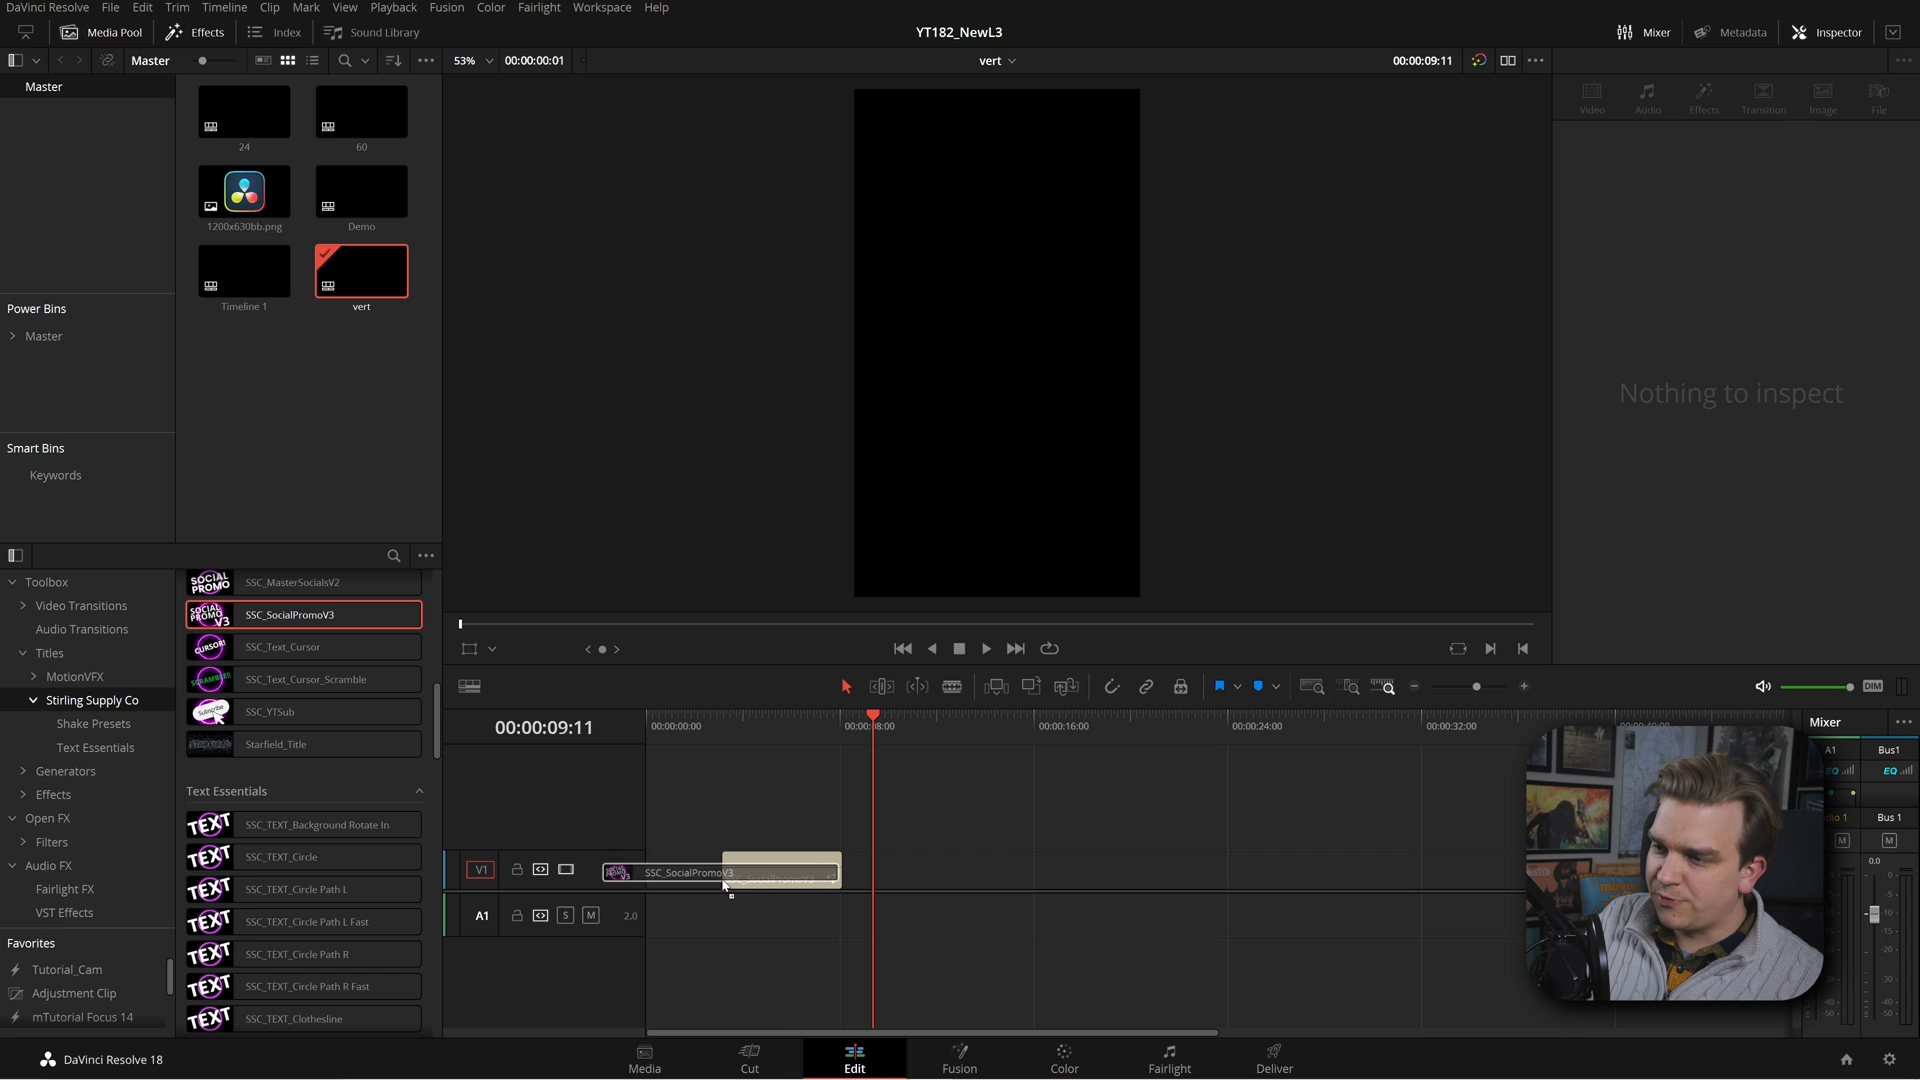 DaVinci Resolve File Edit Trim Timeline Clip Mark View Playback Fusion Color Fairlight Workspace Help
Media Pool Effects Index Sound Library YT182_NewL3 Mixer Metadata Inspector
Master 53% 00:00:00:01 vert 00:00:09:11
Master
Video Audio Effects Transition Image File
24 60
1200x630bb.png Demo
Timeline 1 vert
Power Bins
Master
Nothing to inspect
Smart Bins
Keywords
Toolbox
Video Transitions
Audio Transitions
Titles
MotionVFX
Stirling Supply Co
Shake Presets
Text Essentials
Generators
Effects
Open FX
Filters
Audio FX
Fairlight FX
VST Effects
Favorites
Tutorial_Cam
Adjustment Clip
mTutorial Focus 14
SOCIAL PROMO SSC_MasterSocialsV2
SOCIAL PROMO V3 SSC_SocialPromoV3
CURSOR! SSC_Text_Cursor
SSC_Text_Cursor_Scramble
Subscribe SSC_YTSub
Starfield_Title
Text Essentials
TEXT SSC_TEXT_Background Rotate In
TEXT SSC_TEXT_Circle
TEXT SSC_TEXT_Circle Path L
TEXT SSC_TEXT_Circle Path L Fast
TEXT SSC_TEXT_Circle Path R
TEXT SSC_TEXT_Circle Path R Fast
TEXT SSC_TEXT_Clothesline
DIM
00:00:09:11 00:00:00:00 00:00:08:00 00:00:16:00 00:00:24:00 00:00:32:00
V1 SSC_SocialPromoV3
A1 S M 2.0
Mixer
A1 Bus1
EQ EQ
Bus 1
M M
0.0
DaVinci Resolve 18
Media Cut Edit Fusion Color Fairlight Deliver